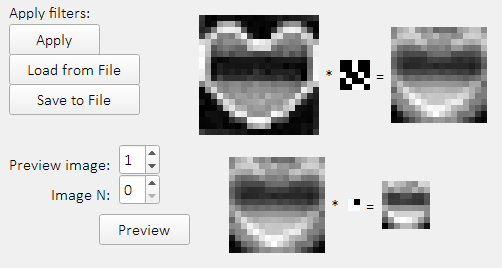 Apply filters:
Apply
Load from File
Save to File
* =
Preview image: 1
Image N: 0
* =
Preview